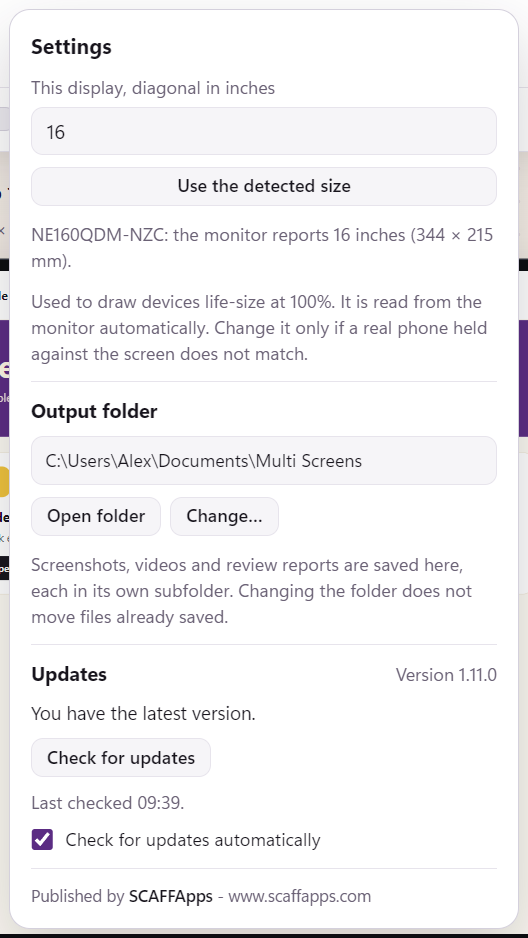 Settings
This display, diagonal in inches
16
Use the detected size
NE160QDM-NZC: the monitor reports 16 inches (344 × 215
mm).
Used to draw devices life-size at 100%. It is read from the
monitor automatically. Change it only if a real phone held
against the screen does not match.
Output folder
C:\Users\Alex\Documents\Multi Screens
Open folder
Change...
Screenshots, videos and review reports are saved here,
each in its own subfolder. Changing the folder does not
move files already saved.
Updates
Version 1.11.0
You have the latest version.
Check for updates
Last checked 09:39.
Check for updates automatically
Published by SCAFFApps - www.scaffapps.com